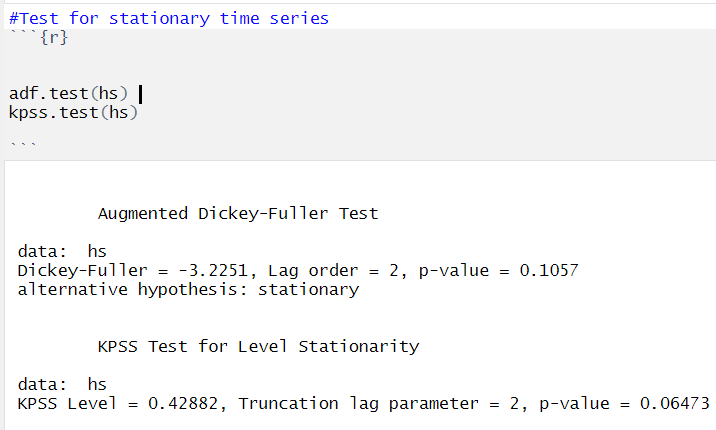 #Test for stationary time series
```{r}
adf.test(hs)
kpss.test(hs)
```
Augmented Dickey-Fuller Test
data:  hs
Dickey-Fuller = -3.2251, Lag order = 2, p-value = 0.1057
alternative hypothesis: stationary
KPSS Test for Level Stationarity
data:  hs
KPSS Level = 0.42882, Truncation lag parameter = 2, p-value = 0.06473